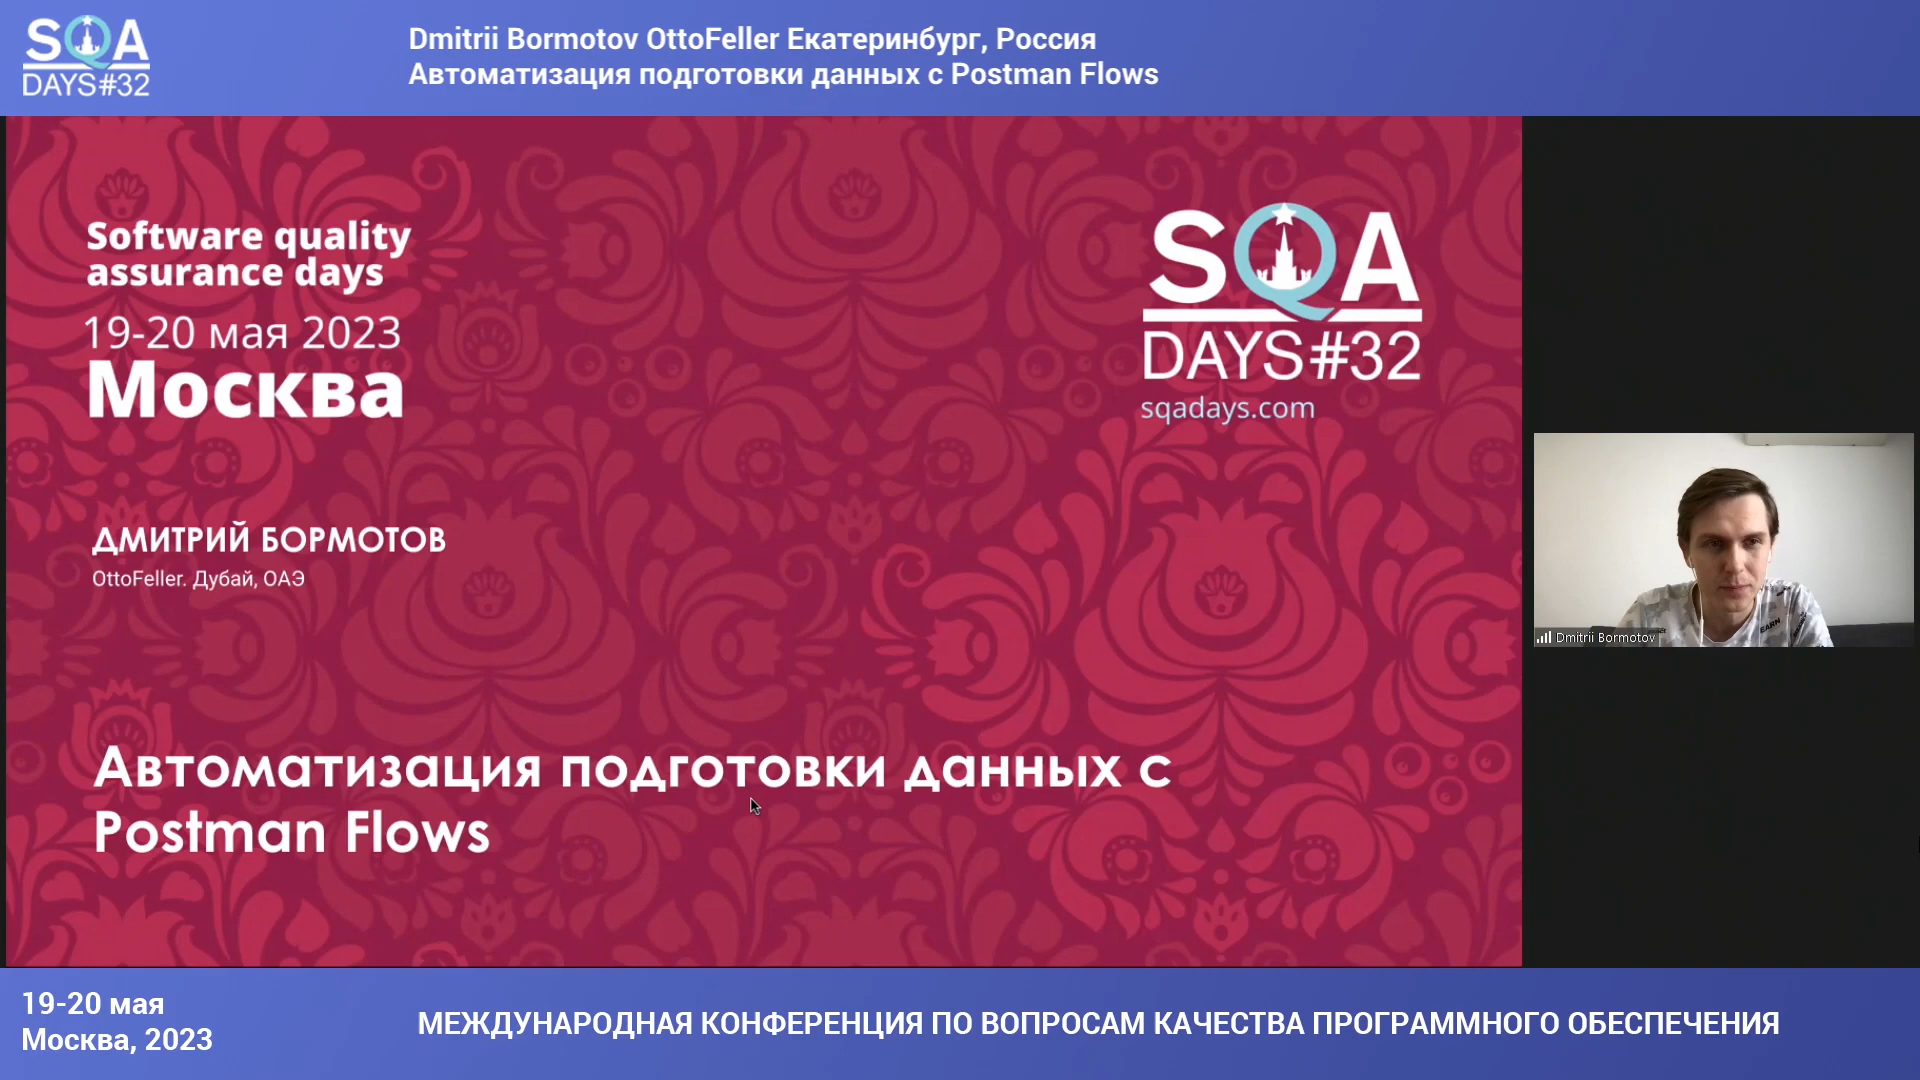 SQA
DAYS#32
Dmitrii Bormotov OttoFeller Екатеринбург, Россия
Автоматизация подготовки данных с Postman Flows
Software quality
assurance days
19-20 мая 2023
Москва
SQA
DAYS#32
sqadays.com
ДМИТРИЙ БОРМОТОВ
OttoFeller. Дубай, ОАЭ
Автоматизация подготовки данных с
Postman Flows
Dmitrii Bormotov
19-20 мая
Москва, 2023
МЕЖДУНАРОДНАЯ КОНФЕРЕНЦИЯ ПО ВОПРОСАМ КАЧЕСТВА ПРОГРАММНОГО ОБЕСПЕЧЕНИЯ